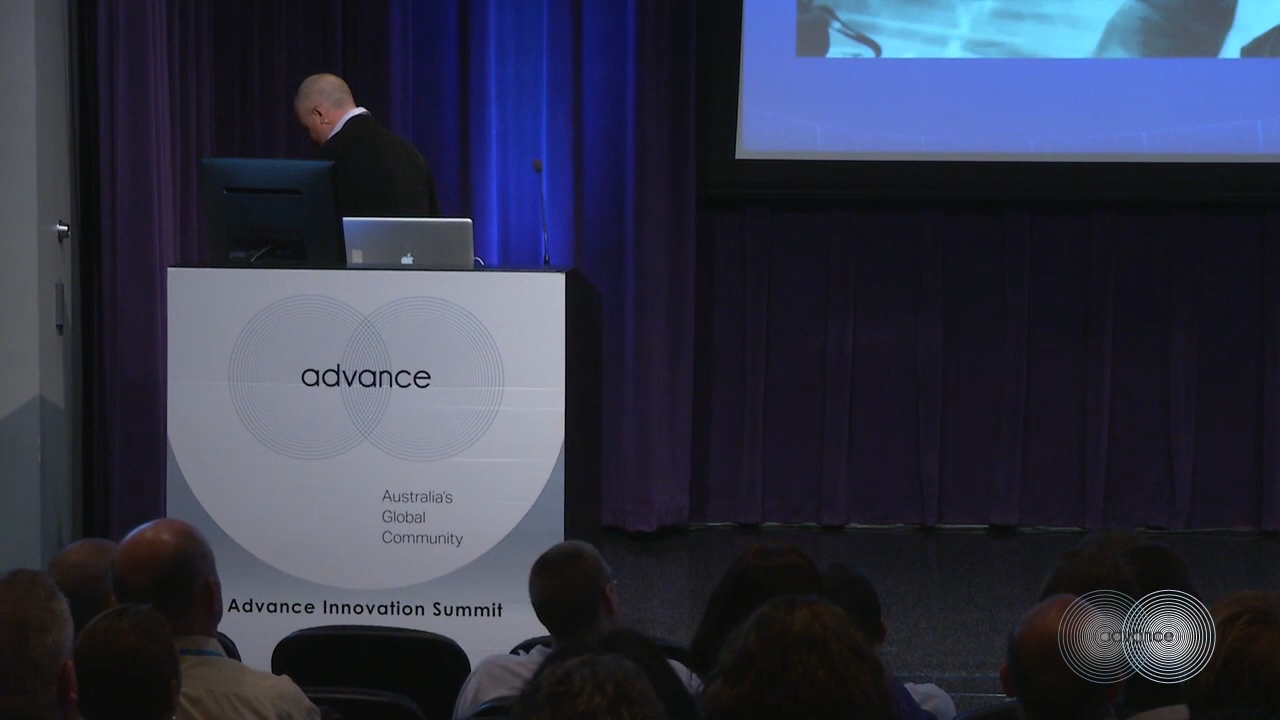 advance
Australia's
Global
Community
Advance Innovation Summit
advance